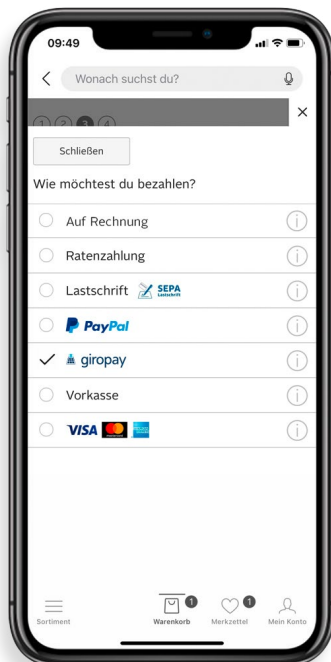 09:49
Wonach suchst du?
1 2 3 4
Schließen
Wie möchtest du bezahlen?
Auf Rechnung
Ratenzahlung
Lastschrift SEPA Lastschrift
PayPal
giropay
Vorkasse
VISA mastercard
1 1
Sortiment Warenkorb Merkzettel Mein Konto